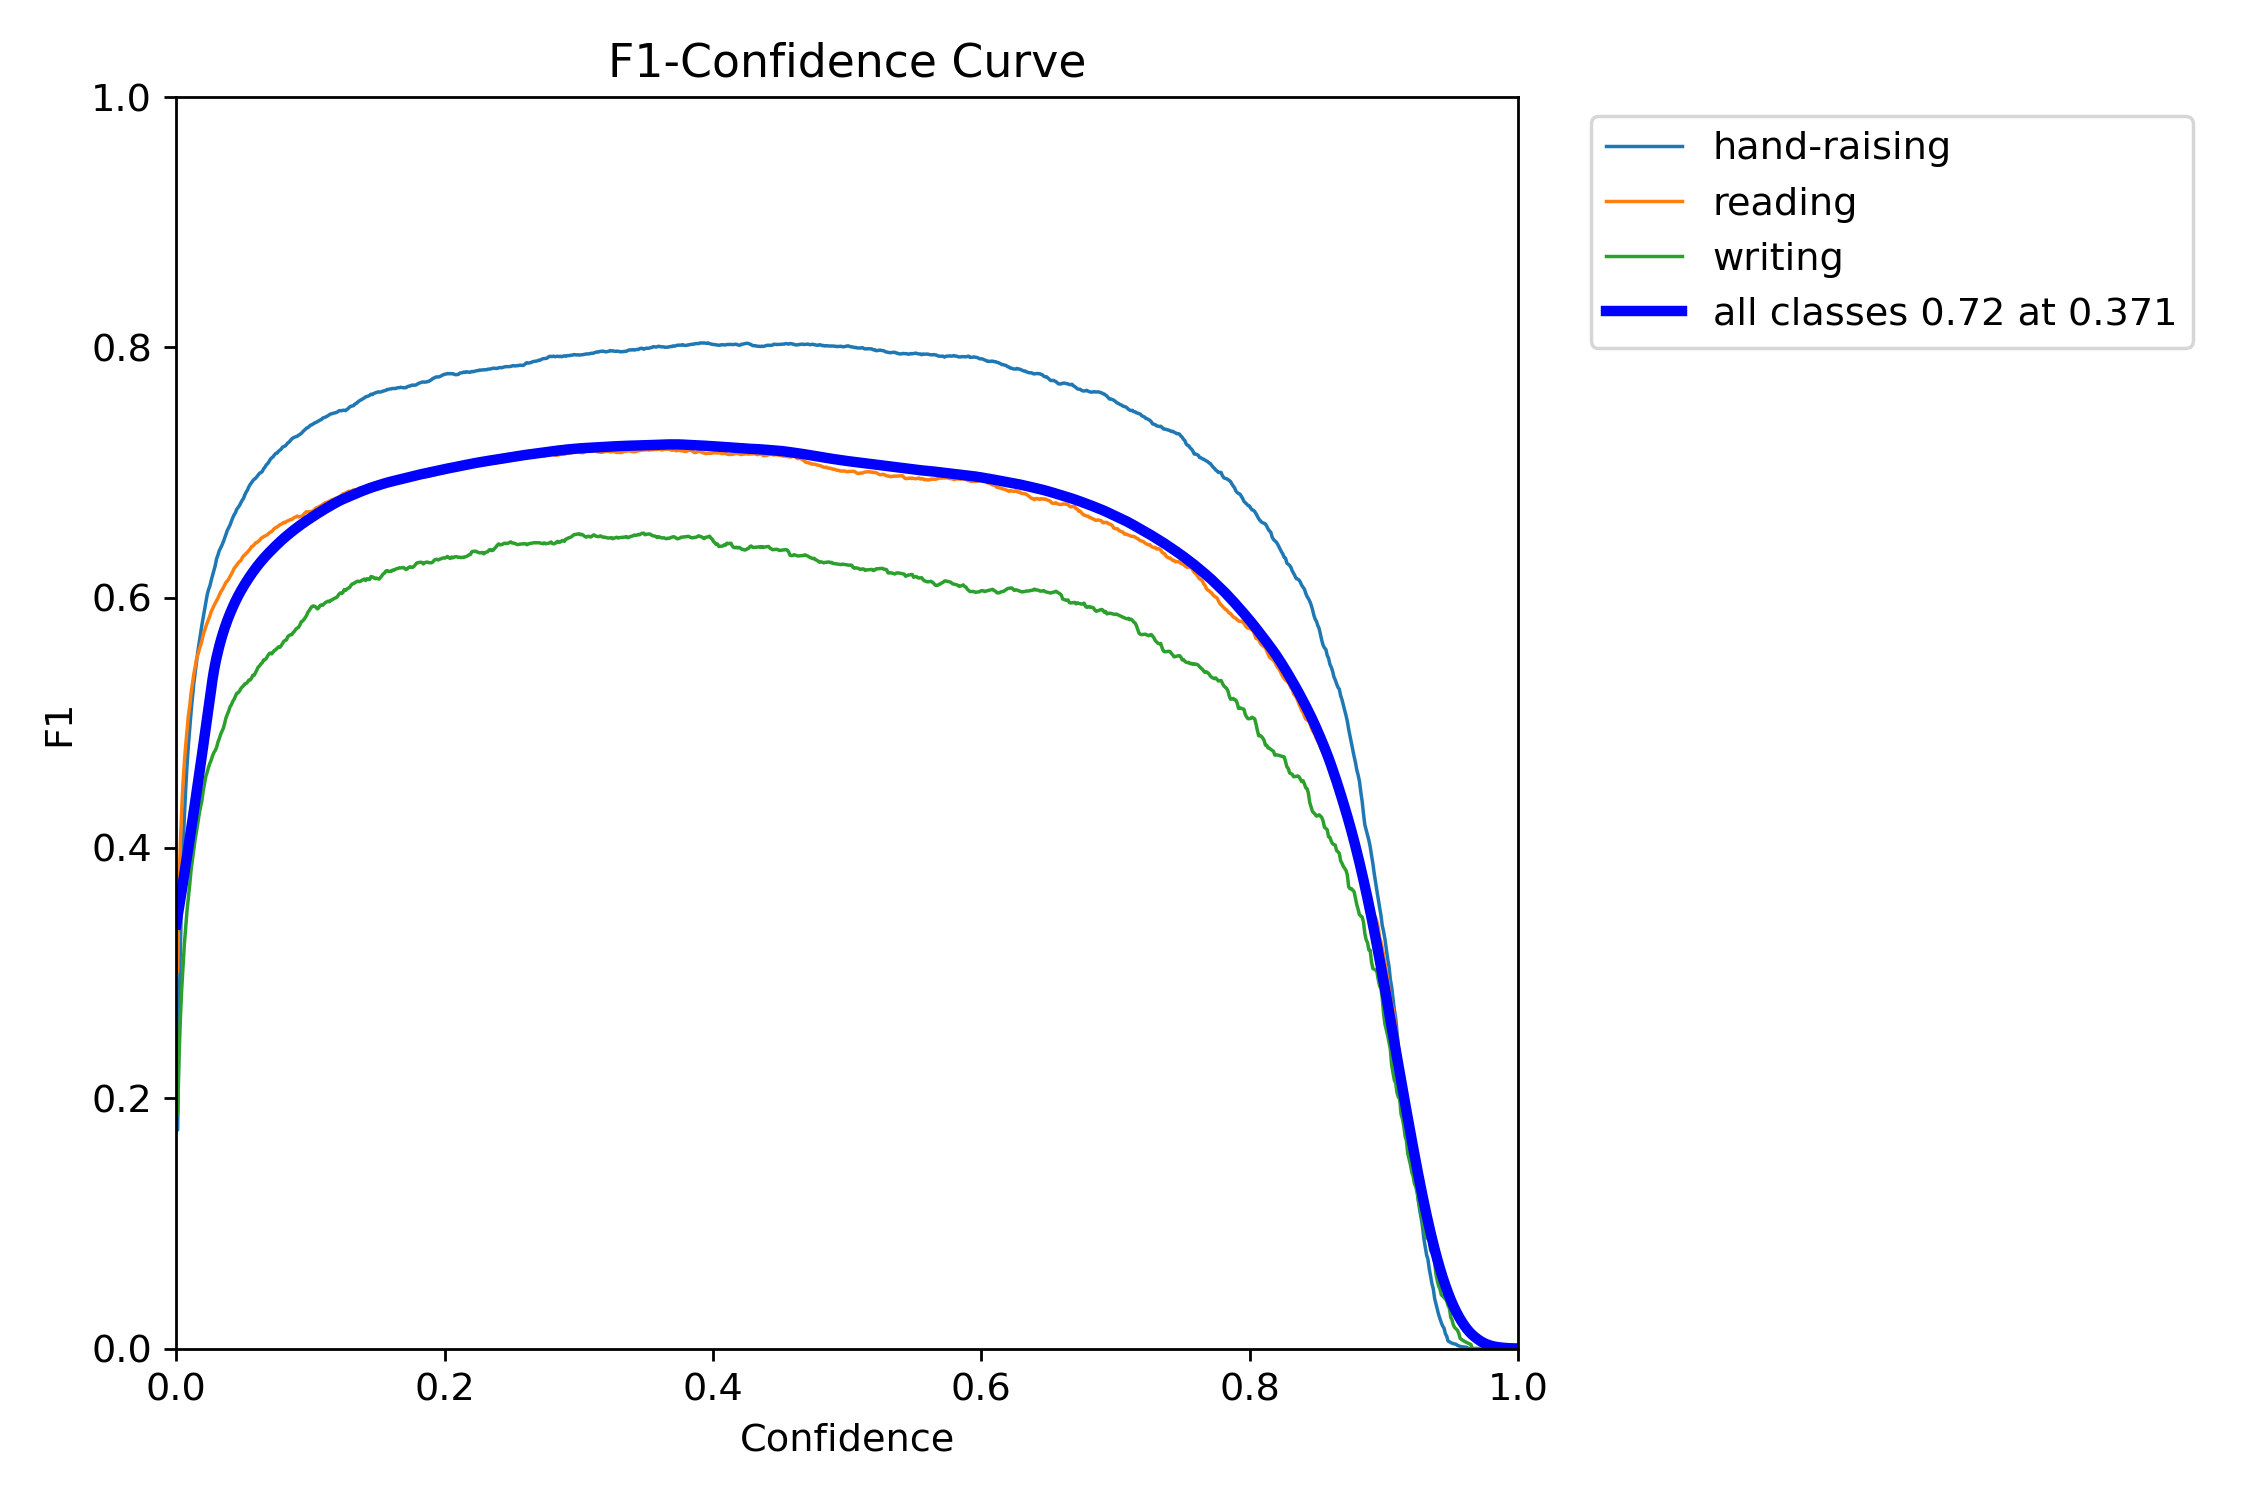 F1-Confidence Curve
1.0
0.8
0.6
0.4
0.2
0.0
F1
0.0 0.2 0.4 0.6 0.8 1.0
Confidence
hand-raising
reading
writing
all classes 0.72 at 0.371